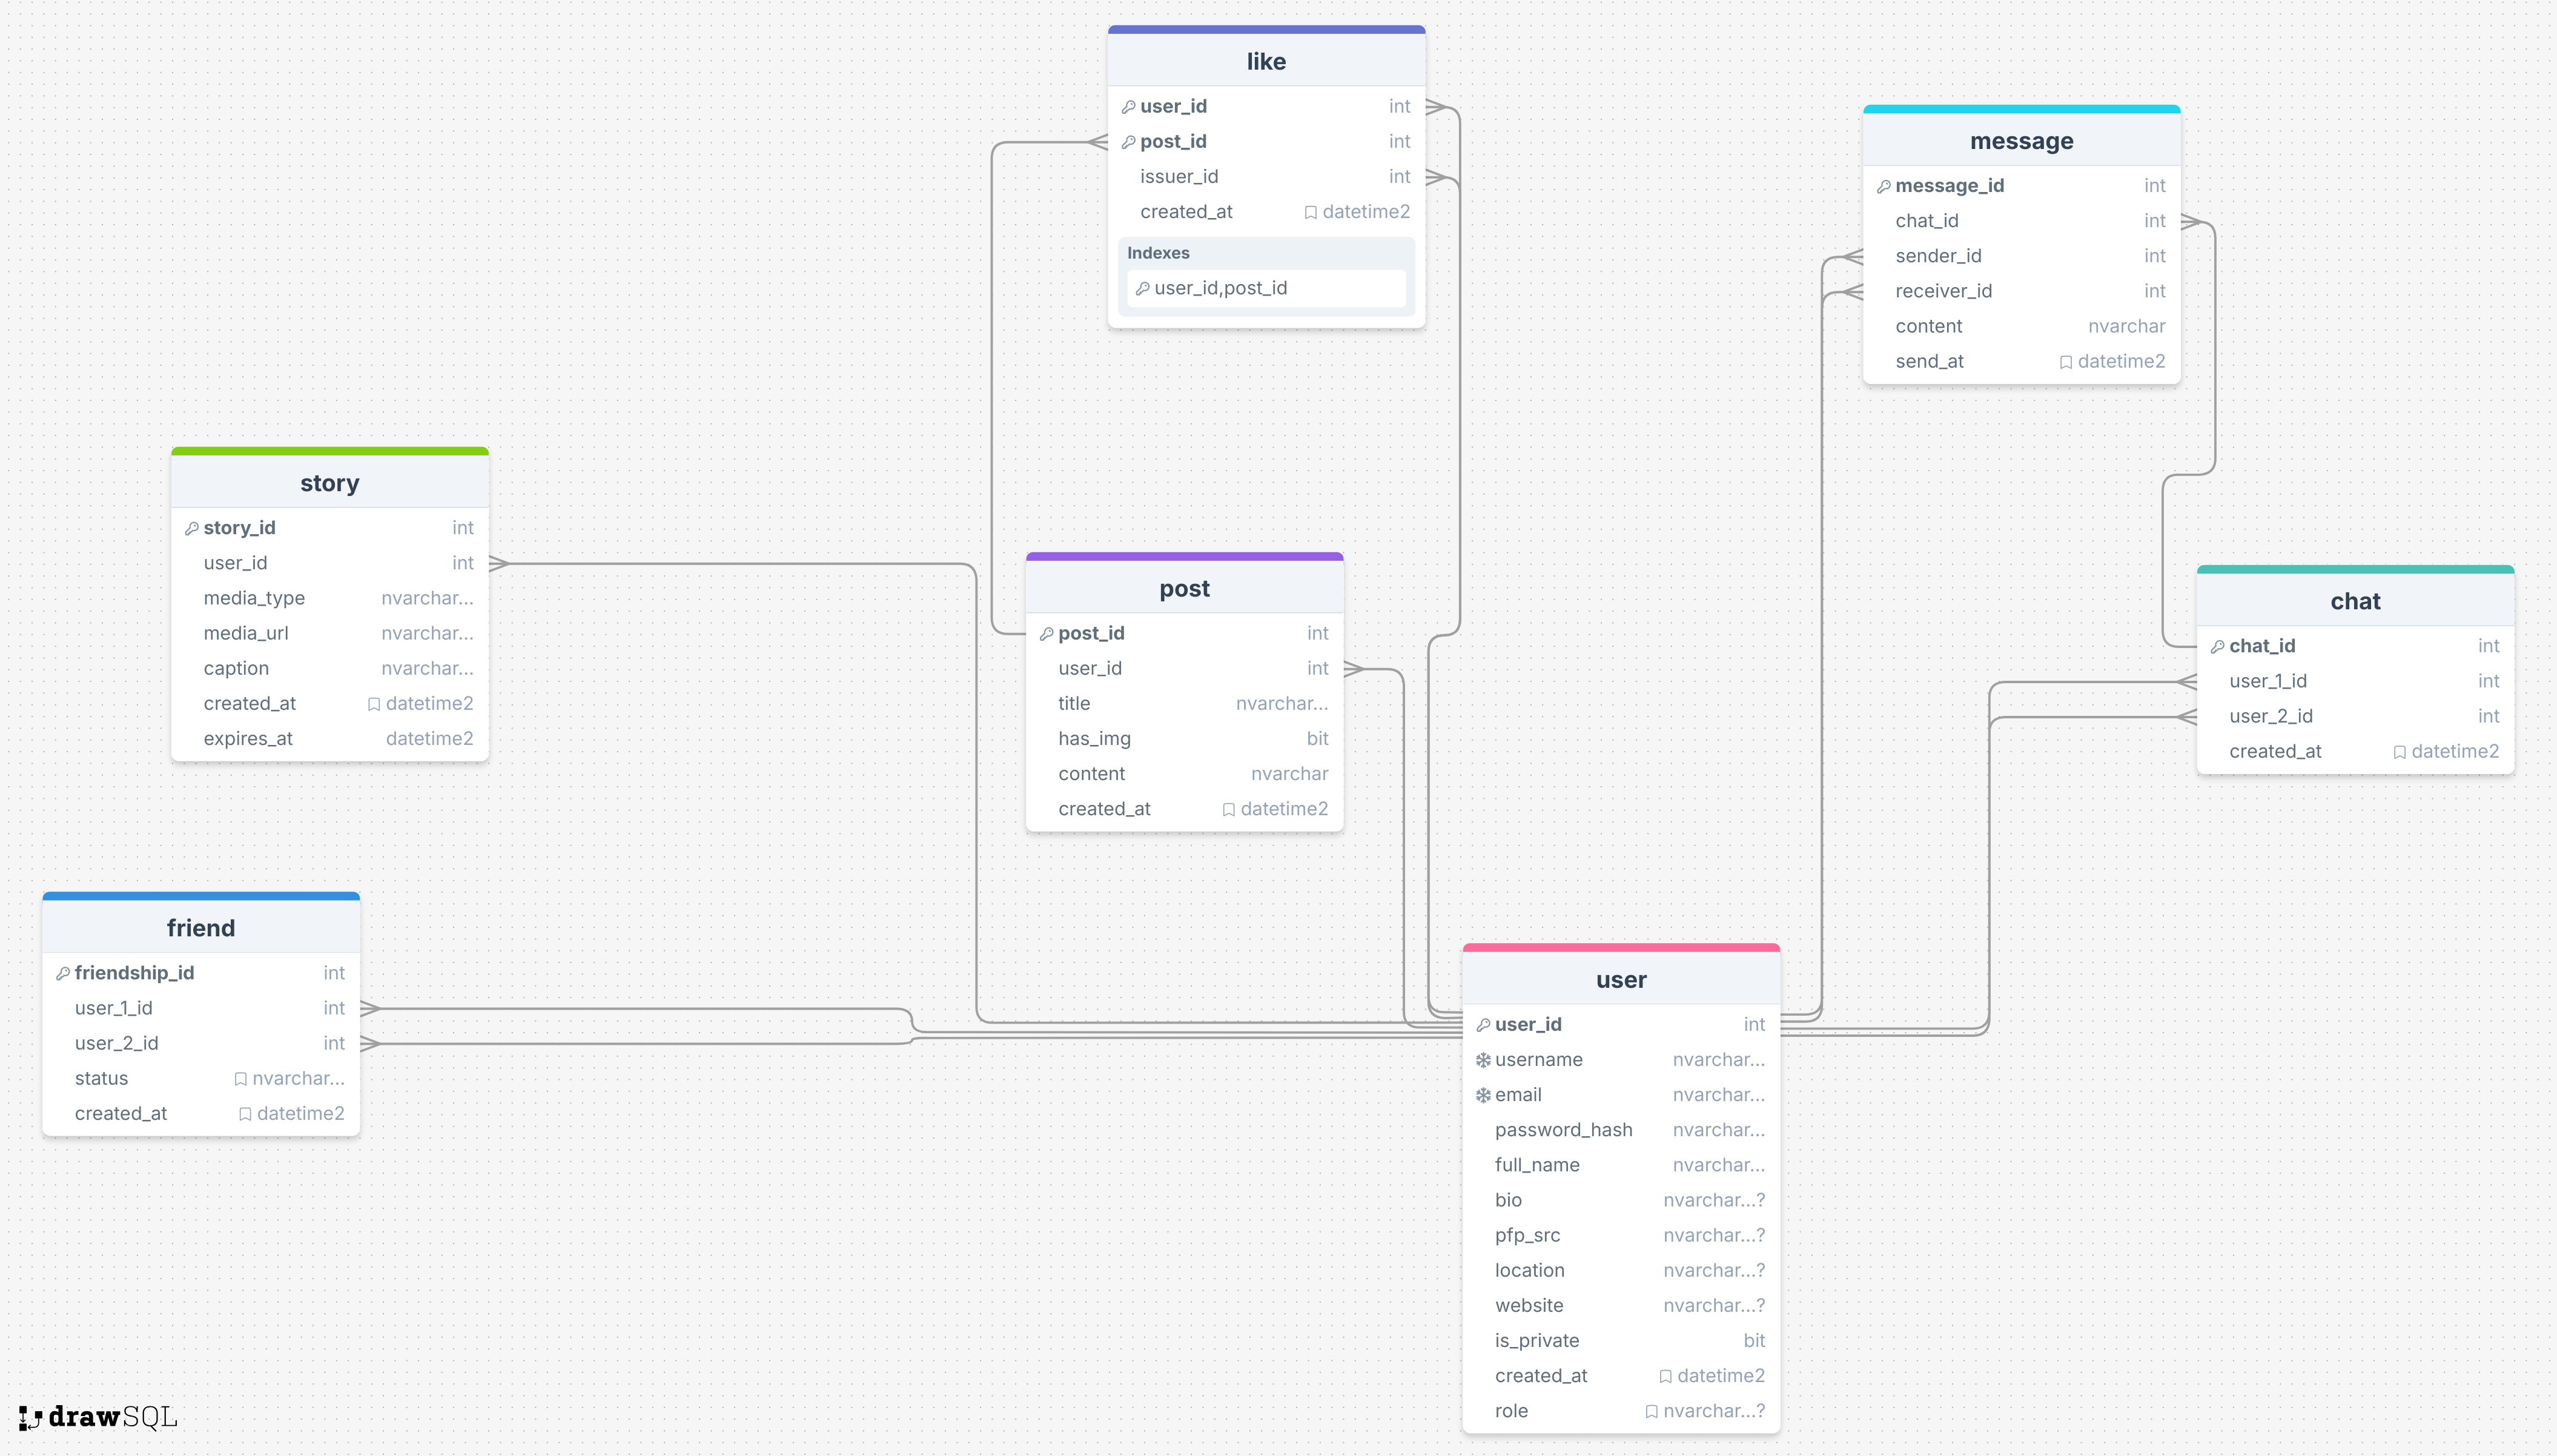 like
user_id int
post_id int
issuer_id int
created_at datetime2
Indexes
user_id,post_id
message
message_id int
chat_id int
sender_id int
receiver_id int
content nvarchar
send_at datetime2
story
story_id int
user_id int
media_type nvarchar...
media_url nvarchar...
caption nvarchar...
created_at datetime2
expires_at datetime2
post
post_id int
user_id int
title nvarchar...
has_img bit
content nvarchar
created_at datetime2
chat
chat_id int
user_1_id int
user_2_id int
created_at datetime2
friend
friendship_id int
user_1_id int
user_2_id int
status nvarchar...
created_at datetime2
user
user_id int
username nvarchar...
email nvarchar...
password_hash nvarchar...
full_name nvarchar...
bio nvarchar...?
pfp_src nvarchar...?
location nvarchar...?
website nvarchar...?
is_private bit
created_at datetime2
role nvarchar...?
drawSQL